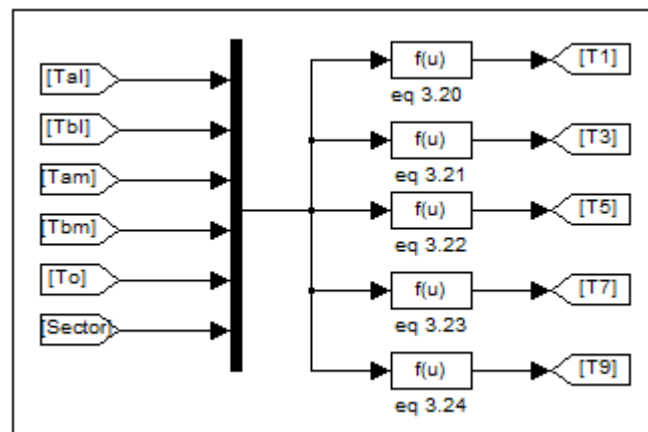 [Tal]
[Tbl]
[Tam]
[Tbm]
[To]
[Sector]
f(u)
eq 3.20
[T1]
f(u)
eq 3.21
[T3]
f(u)
eq 3.22
[T5]
f(u)
eq 3.23
[T7]
f(u)
eq 3.24
[T9]